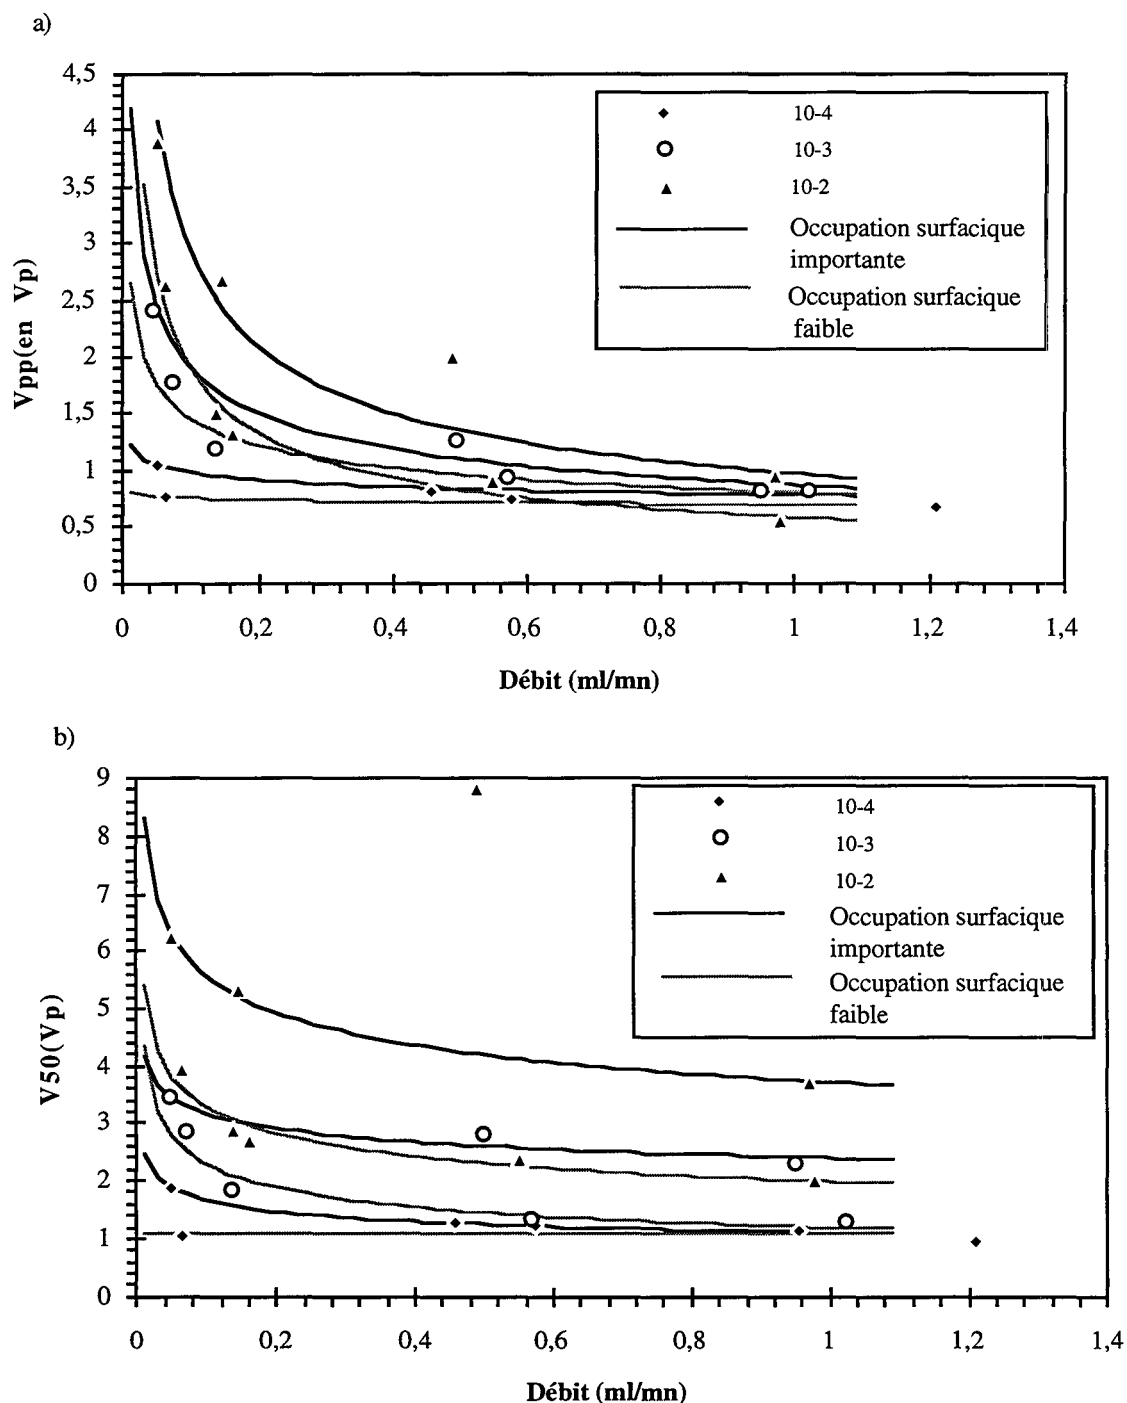 a)
4,5
4
3,5
3
2,5
2
1,5
1
0,5
0
Vpp(en Vp)
10-4
10-3
10-2
Occupation surfacique
importante
Occupation surfacique
faible
0 0,2 0,4 0,6 0,8 1 1,2 1,4
Débit (ml/mn)
b)
9
8
7
6
5
4
3
2
1
0
V50(Vp)
10-4
10-3
10-2
Occupation surfacique
importante
Occupation surfacique
faible
0 0,2 0,4 0,6 0,8 1 1,2 1,4
Débit (ml/mn)